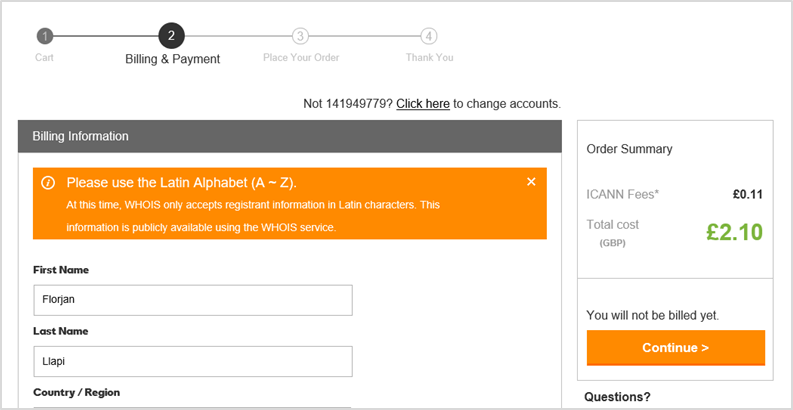 1
2
3
4
Cart
Billing & Payment
Place Your Order
Thank You
Not 141949779? Click here to change accounts.
Billing Information
Please use the Latin Alphabet (A ~ Z).
At this time, WHOIS only accepts registrant information in Latin characters. This
information is publicly available using the WHOIS service.
First Name
Florjan
Last Name
Llapi
Country / Region
Order Summary
ICANN Fees* £0.11
Total cost £2.10
(GBP)
You will not be billed yet.
Continue >
Questions?